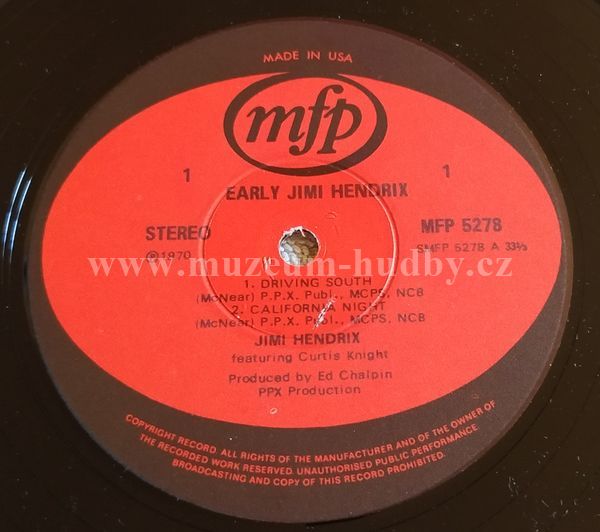 MADE IN USA
mfp
1 1
EARLY JIMI HENDRIX
STEREO MFP 5278
℗1970 SMFP 5278 A 33⅓
www.muzeum-hudby.cz
1. DRIVING SOUTH
(McNear) P.P.X. Publ., MCPS, NCB
2. CALIFORNIA NIGHT
(McNear) P.P.X. Publ., MCPS, NCB
JIMI HENDRIX
featuring Curtis Knight
Produced by Ed Chalpin
PPX Production
COPYRIGHT RECORD. ALL RIGHTS OF THE MANUFACTURER AND OF THE OWNER OF
THE RECORDED WORK RESERVED. UNAUTHORISED PUBLIC PERFORMANCE
BROADCASTING AND COPY OF THIS RECORD PROHIBITED.